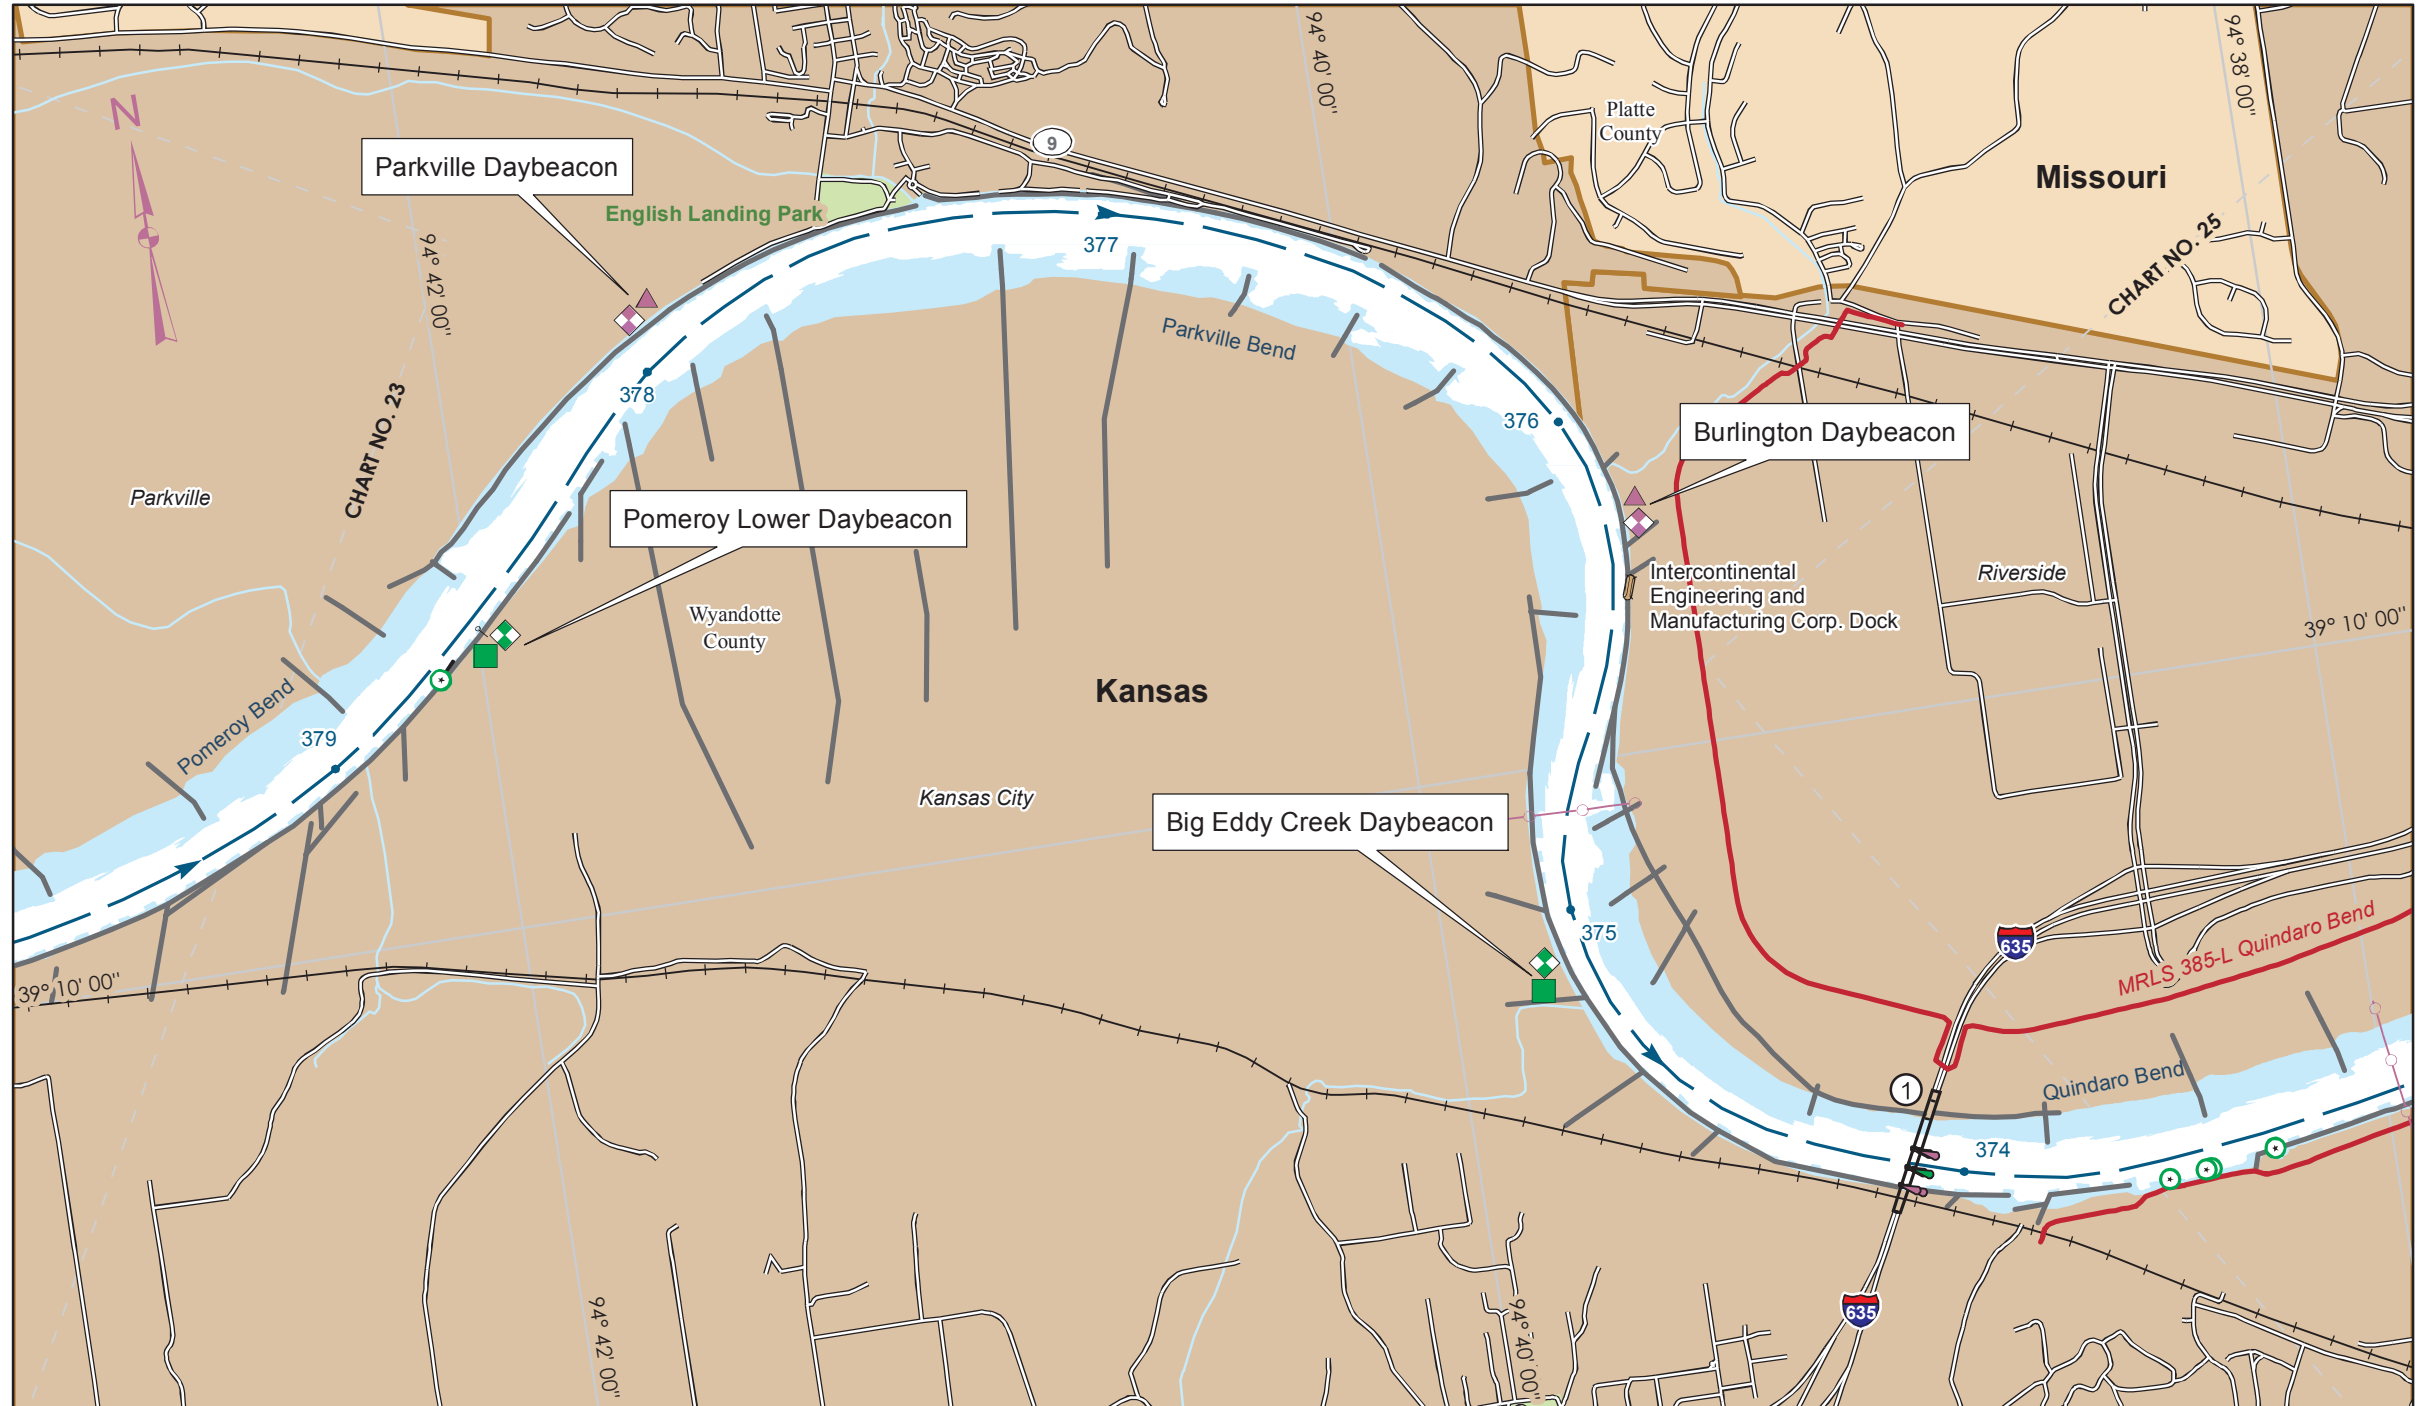 94° 40' 00"
94° 38' 00"
N
Platte
County
9
Parkville Daybeacon
Missouri
English Landing Park
377
CHART NO. 25
94° 42' 00"
Parkville Bend
378
CHART NO. 23
376
Burlington Daybeacon
Parkville
Pomeroy Lower Daybeacon
Intercontinental
Engineering and
Manufacturing Corp. Dock
Riverside
Wyandotte
County
39° 10' 00"
Kansas
Pomeroy Bend
379
Kansas City
Big Eddy Creek Daybeacon
375
635
MRLS 385-L Quindaro Bend
39° 10' 00"
1
Quindaro Bend
374
635
94° 42' 00"
94° 40' 00"